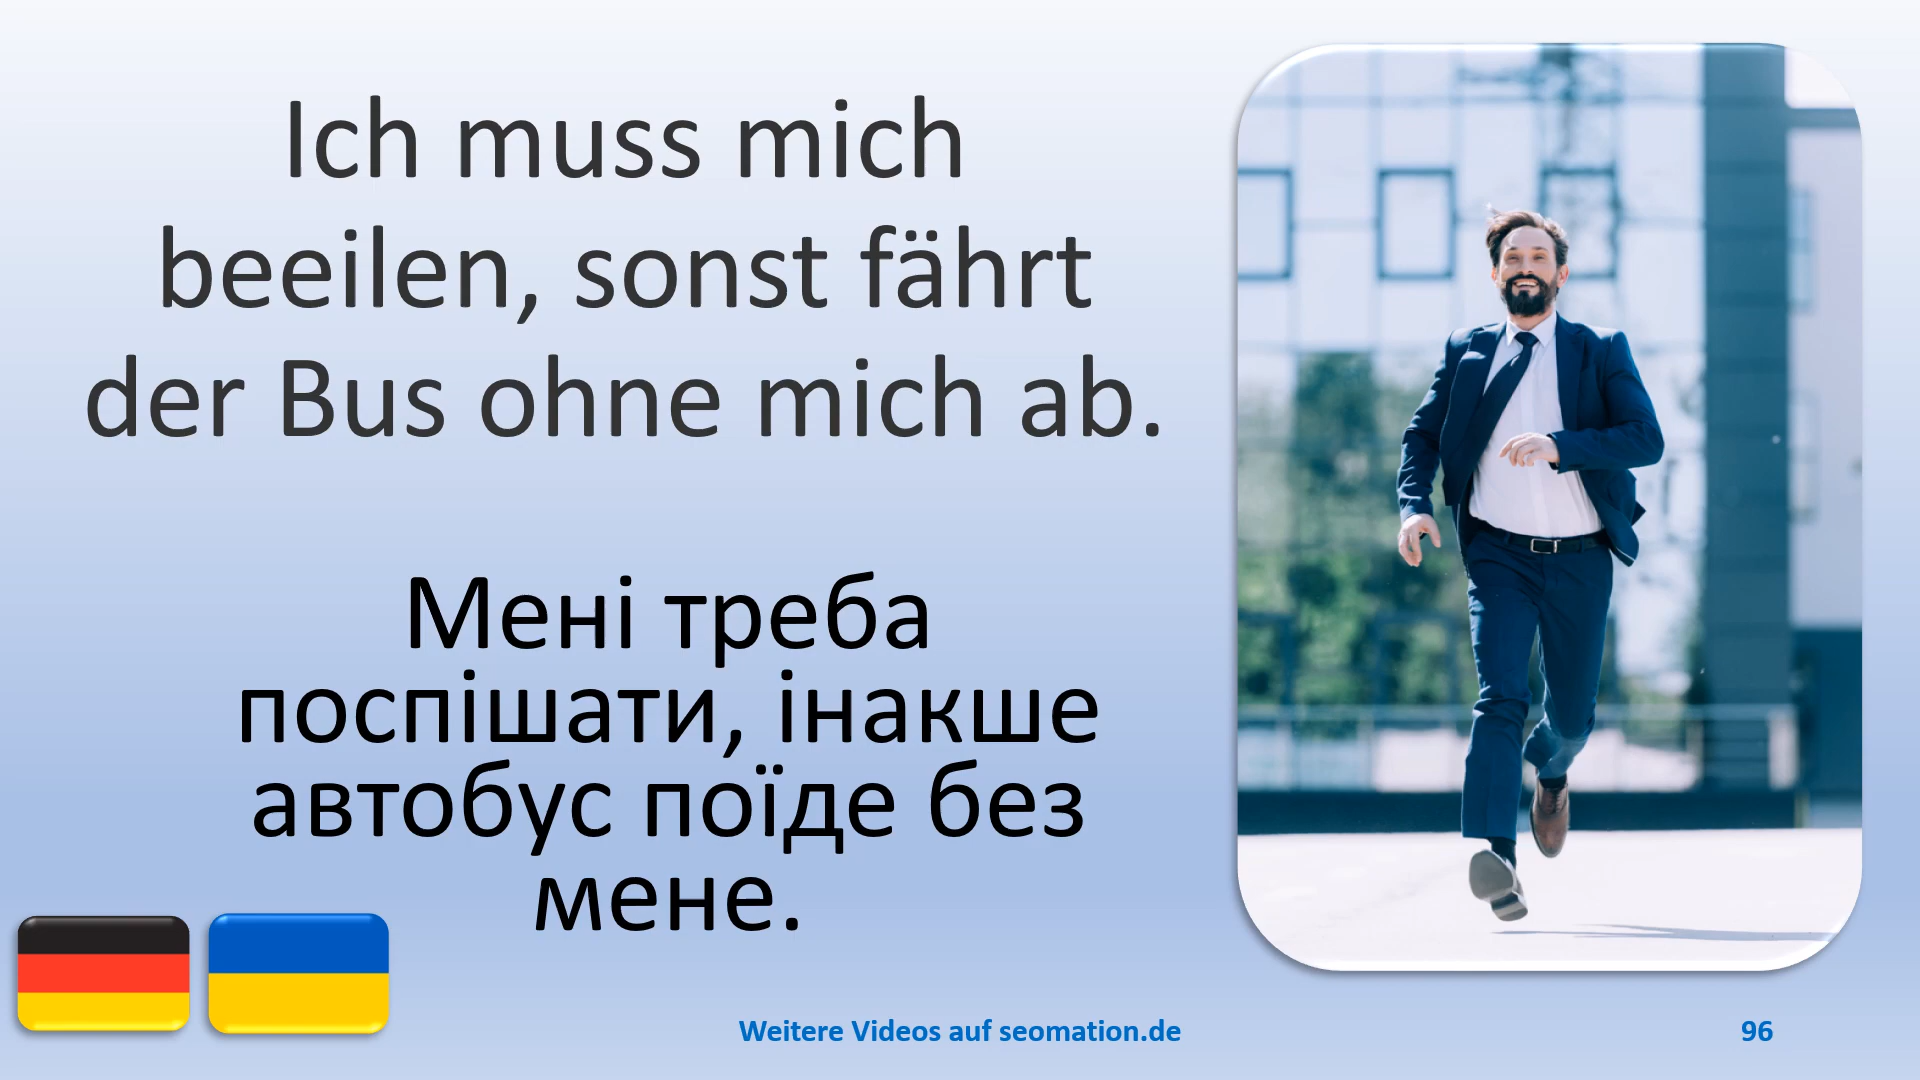 Ich muss mich
beeilen, sonst fährt
der Bus ohne mich ab.
Мені треба
поспішати, інакше
автобус поїде без
мене.
Weitere Videos auf seomation.de
96